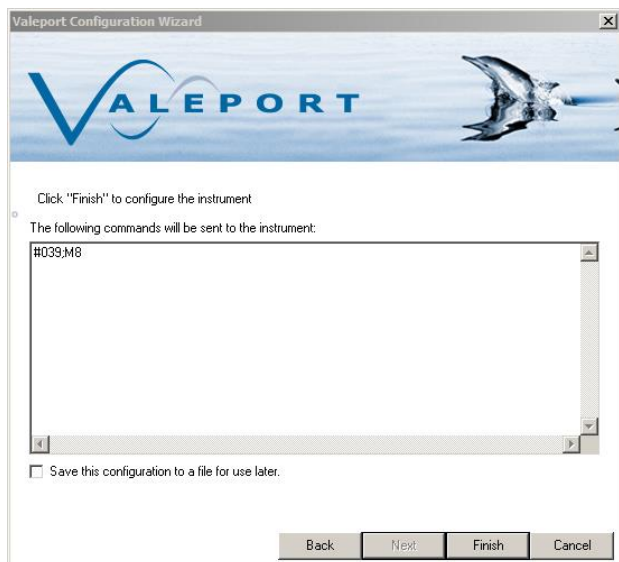 Valeport Configuration Wizard
VALEPORT
Click "Finish" to configure the instrument
The following commands will be sent to the instrument:
#039;M8
Save this configuration to a file for use later.
Back Next Finish Cancel